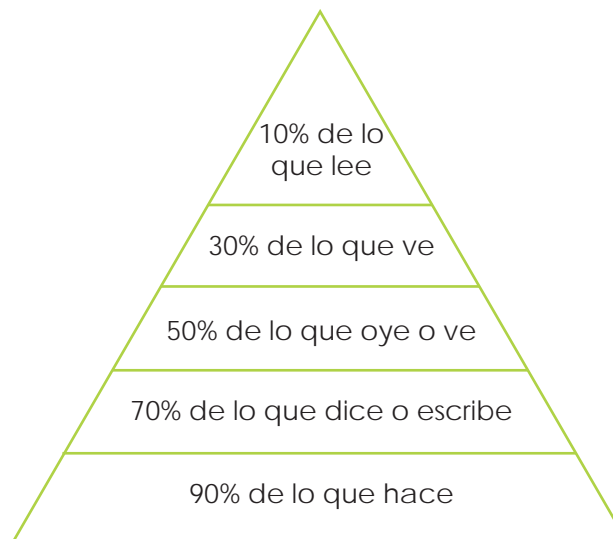 10% de lo
que lee
30% de lo que ve
50% de lo que oye o ve
70% de lo que dice o escribe
90% de lo que hace